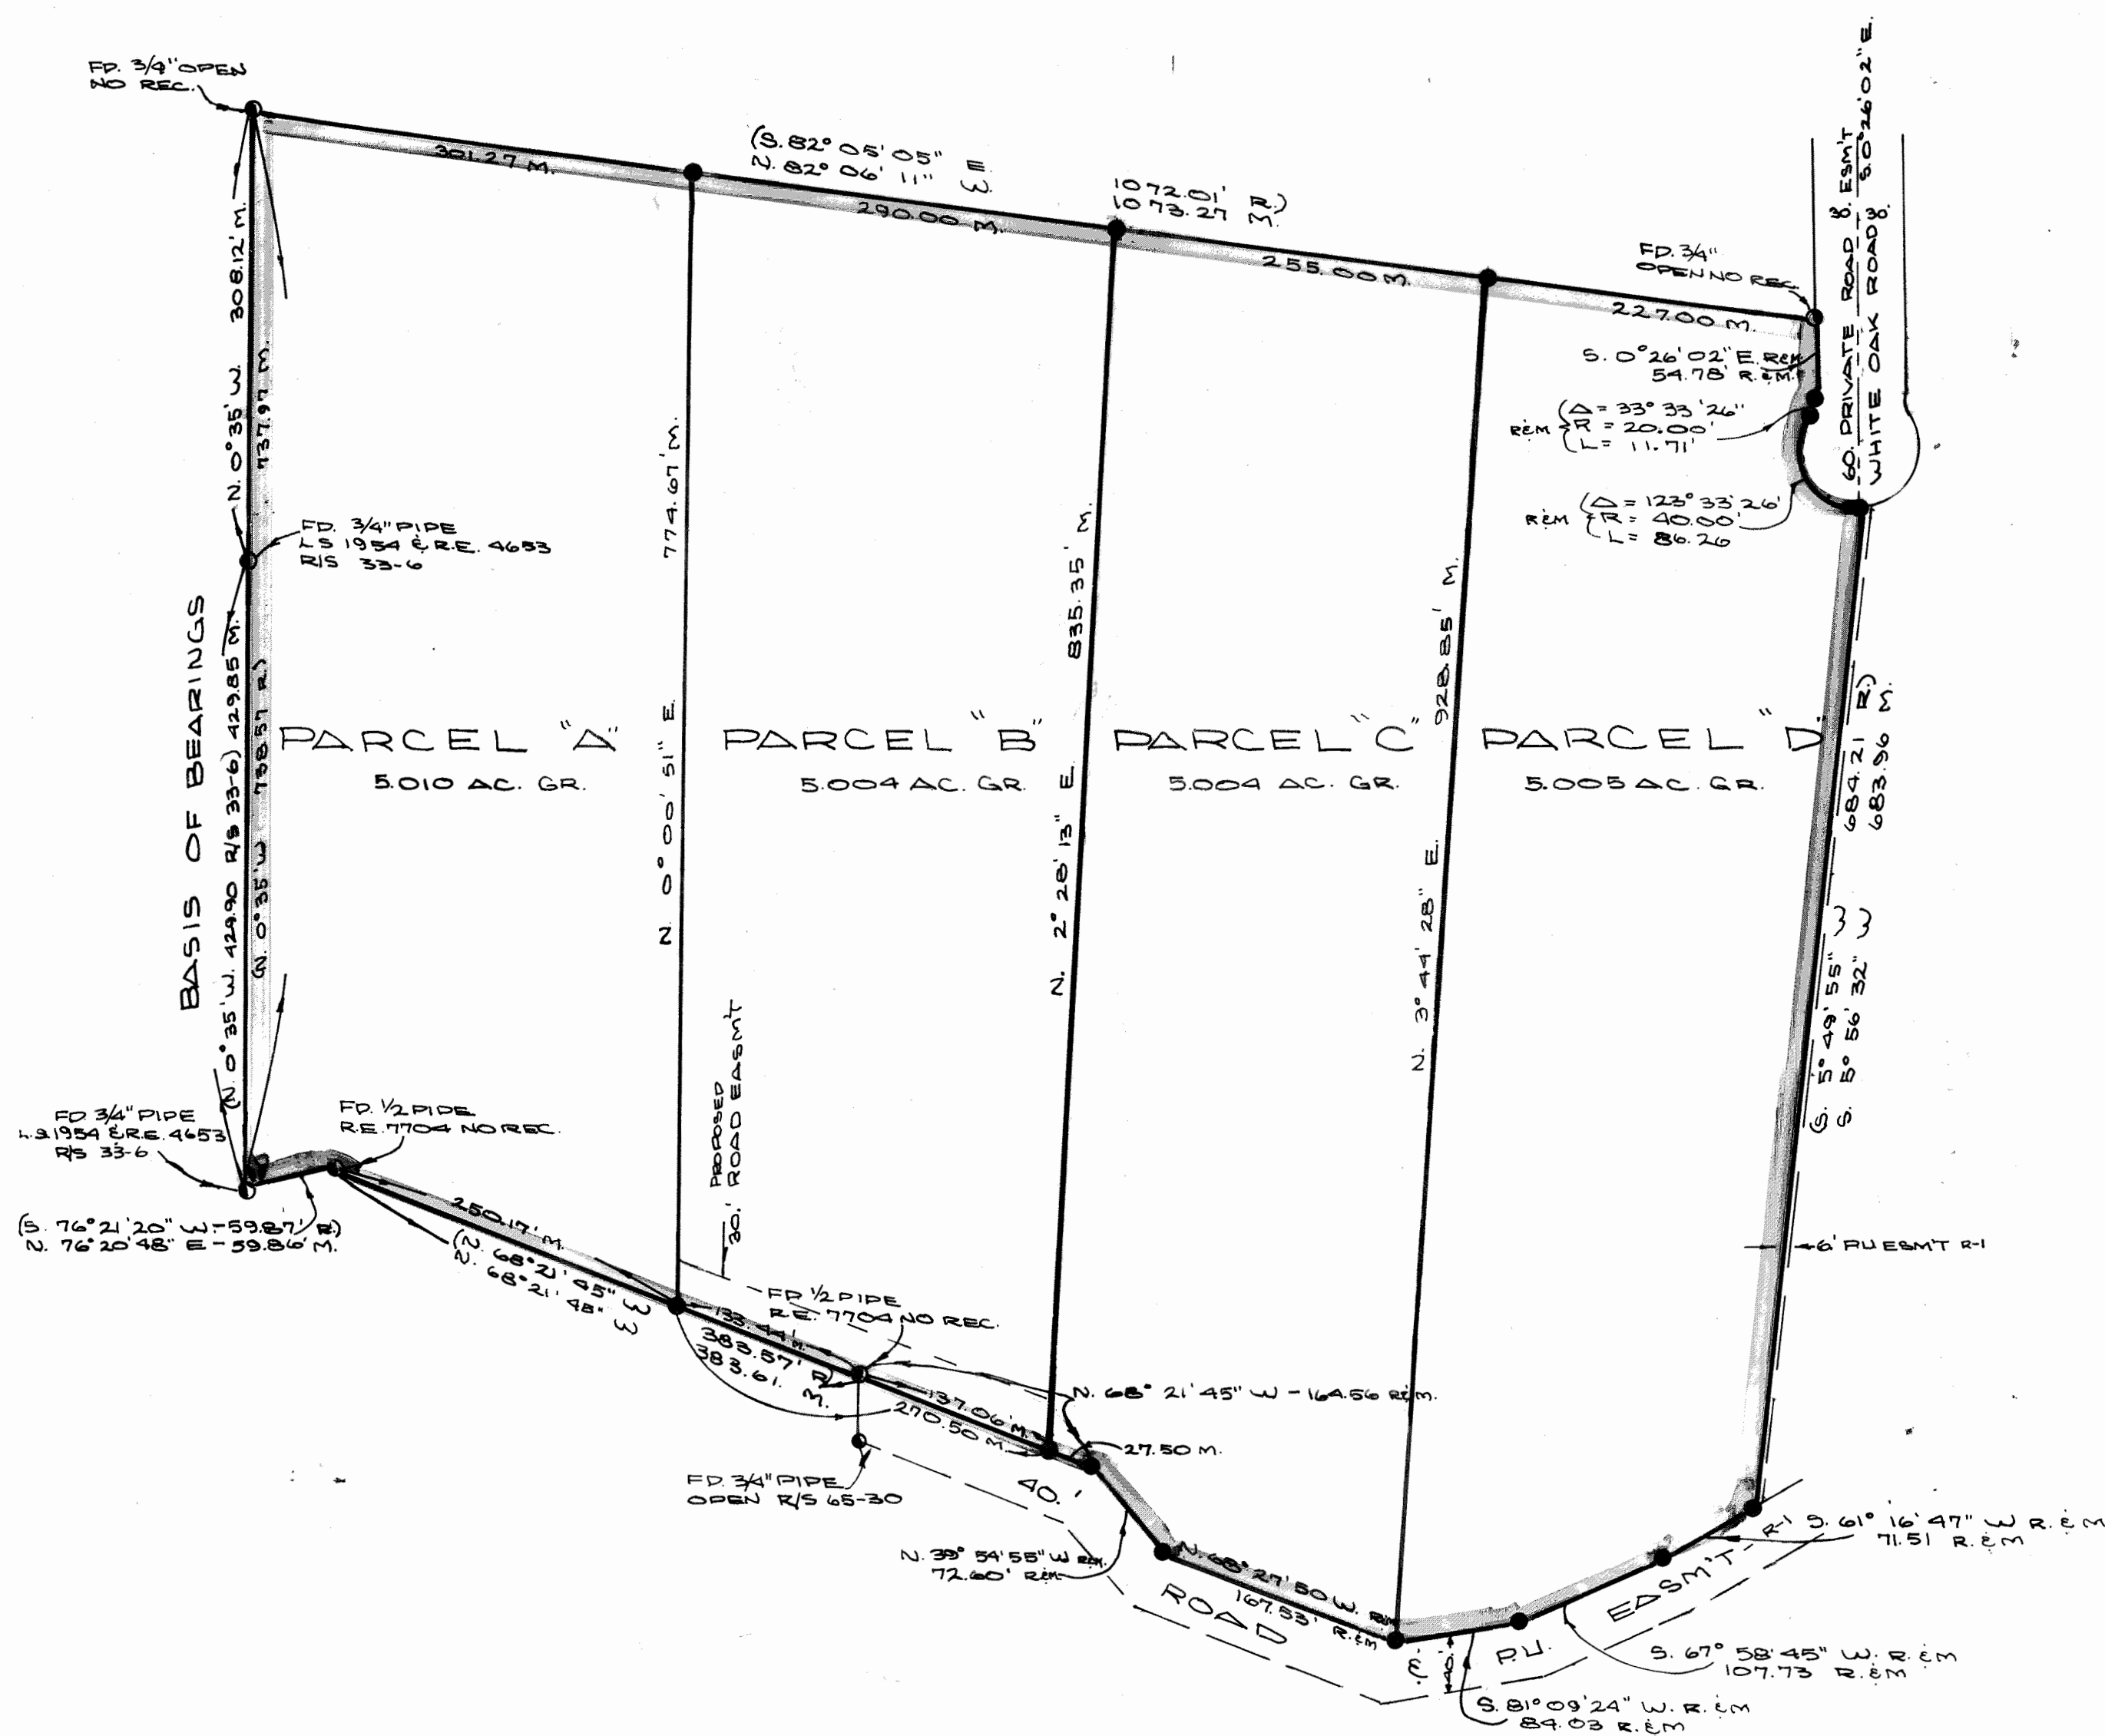 FD. 3/4" OPEN
NO REC.
301.27 M.
(S. 82° 05' 05" E.
N. 82° 06' 11" W.
1072.01' R.)
1073.27 M.
290.00 M.
255.00 M.
FD. 3/4"
OPEN NO REC.
227.00 M.
60.' PRIVATE ROAD & ESM'T
WHITE OAK ROAD
S. 0° 26' 02" E.
S. 0° 26' 02" E. R&M
54.78' R.&M.
R&M
Δ = 33° 33' 26"
R = 20.00'
L = 11.71'
R&M
Δ = 123° 33' 26'
R = 40.00'
L = 86.26
N. 0° 35' W. 308.12' M.
737.97 M.
FD. 3/4" PIPE
LS 1954 & R.E. 4653
R/S 33-6
BASIS OF BEARINGS
(N. 0° 35' W. 429.90 R/S 33-6) 429.85 M.
(N. 0° 35' W 738.57 R.)
N. 0° 00' 51" E. 774.67' M.
N. 2° 28' 13" E. 835.35' M.
N. 3° 44' 28" E. 928.85' M.
(S. 5° 49' 55" W 684.21 R.)
S. 5° 56' 32" W 683.96 M.
PARCEL "A"
5.010 AC. GR.
PARCEL "B"
5.004 AC. GR.
PARCEL "C"
5.004 AC. GR.
PARCEL "D"
5.005 AC. GR.
PROPOSED
30.' ROAD EASM'T
FD 3/4" PIPE
L.S 1954 & R.E. 4653
R/S 33-6
FD. 1/2 PIPE
R.E. 7704 NO REC.
(S. 76° 21' 20" W - 59.87' R.)
N. 76° 20' 48" E - 59.86' M.
250.17' M.
(N. 68° 21' 45" W
N. 68° 21' 48" W
6' PU ESM'T R-1
FD 1/2 PIPE
R.E. 7704 NO REC.
133.44' M.
383.57' R)
383.61. M.
137.06' M.
270.50 M.
N. 68° 21' 45" W - 164.56 R&M.
27.50 M.
FD. 3/4" PIPE
OPEN R/S 65-30
40.'
N. 39° 54' 55" W R&M.
72.60' R&M
N. 68° 27' 50 W. R&M
167.53' R.&M
ROAD
&
40.'
P.U.
EASM'T - R-1
S. 61° 16' 47" W R.&M
71.51 R.&M
S. 67° 58' 45" W. R.&M
107.73 R.&M
S. 81° 09' 24" W. R.&M
84.03 R.&M